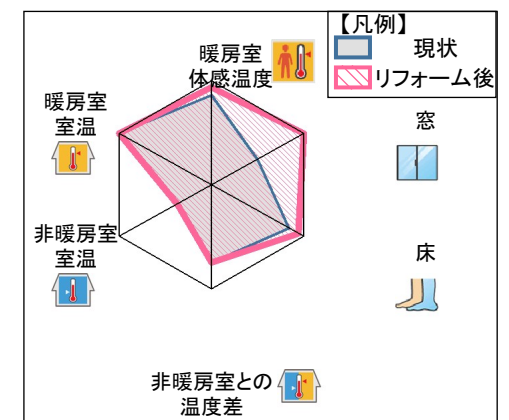 【凡例】
現状
リフォーム後
暖房室
体感温度
暖房室
室温
窓
非暖房室
室温
床
非暖房室との
温度差